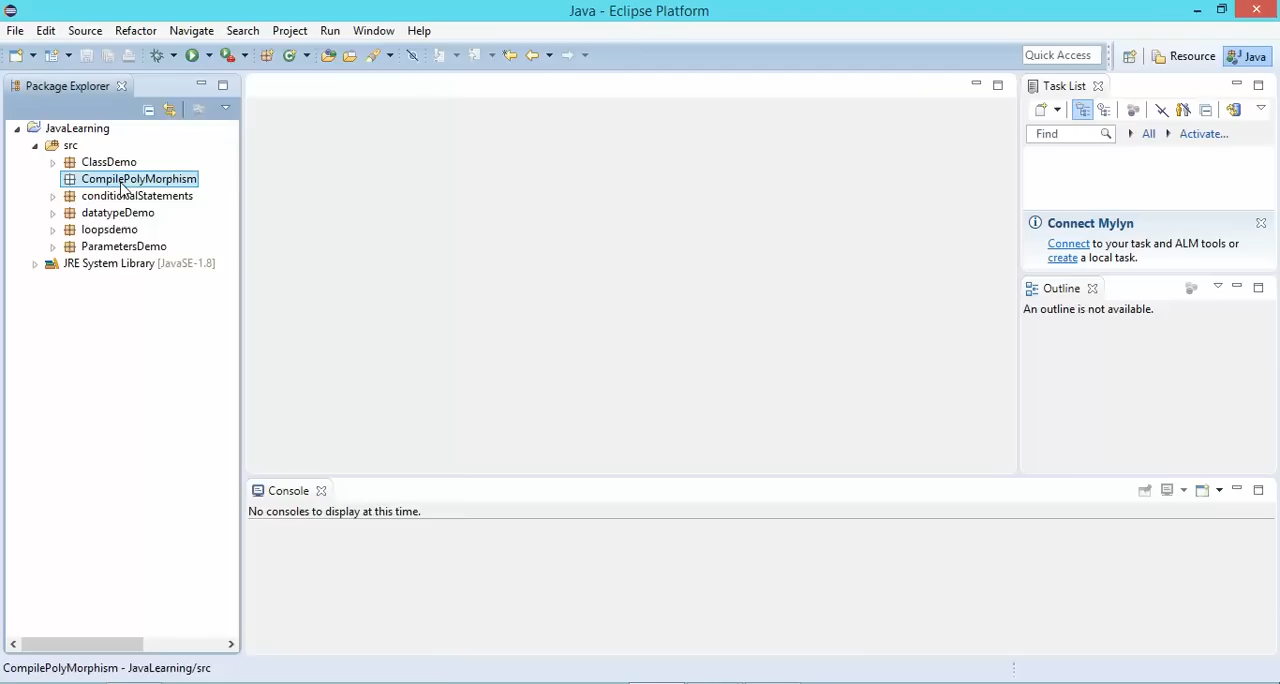 Java - Eclipse Platform
File Edit Source Refactor Navigate Search Project Run Window Help
Quick Access Resource Java
Package Explorer
JavaLearning
src
ClassDemo
CompilePolyMorphism
conditionalStatements
datatypeDemo
loopsdemo
ParametersDemo
JRE System Library [JavaSE-1.8]
Task List
Find All Activate...
Connect Mylyn
Connect to your task and ALM tools or
create a local task.
Outline
An outline is not available.
Console
No consoles to display at this time.
CompilePolyMorphism - JavaLearning/src